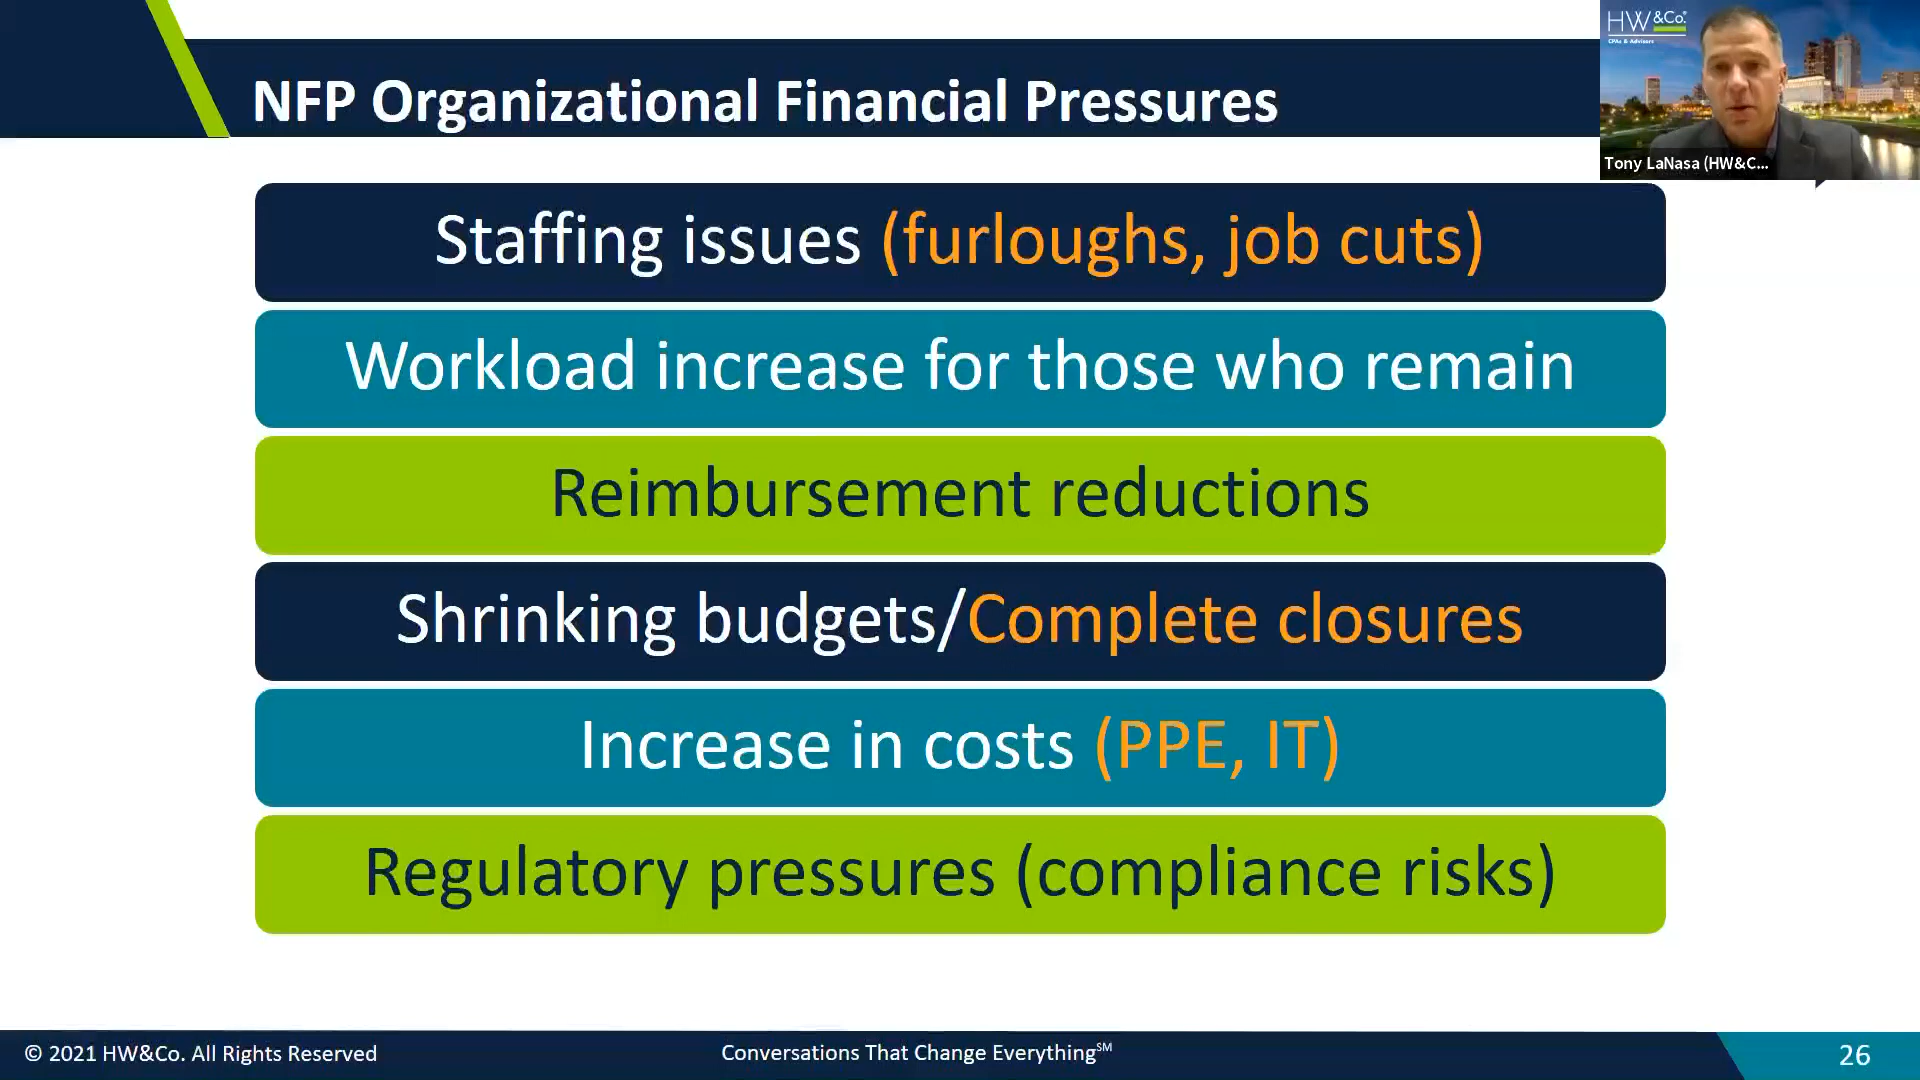 NFP Organizational Financial Pressures
HW&Co.
CPAs & Advisors
Tony LaNasa (HW&C...
Staffing issues (furloughs, job cuts)
Workload increase for those who remain
Reimbursement reductions
Shrinking budgets/Complete closures
Increase in costs (PPE, IT)
Regulatory pressures (compliance risks)
© 2021 HW&Co. All Rights Reserved
Conversations That Change Everything℠
26